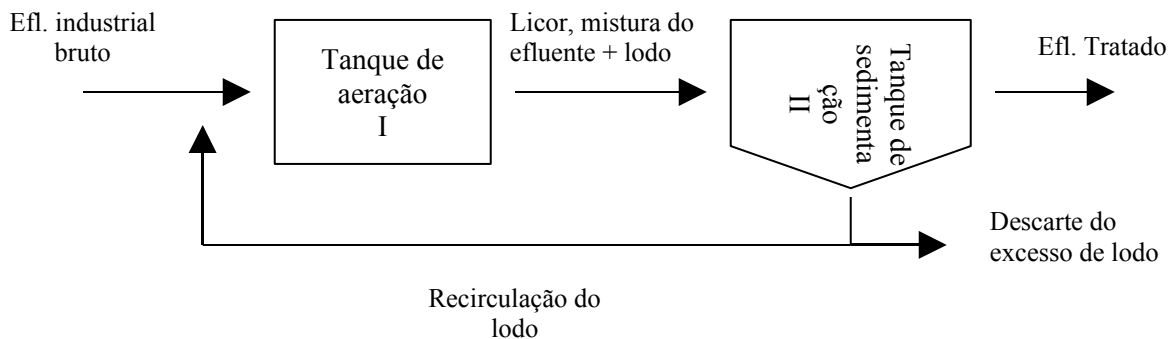 Efl. industrial
bruto
Tanque de
aeração
I
Licor, mistura do
efluente + lodo
Tanque de
sedimenta
ção
II
Efl. Tratado
Descarte do
excesso de lodo
Recirculação do
lodo